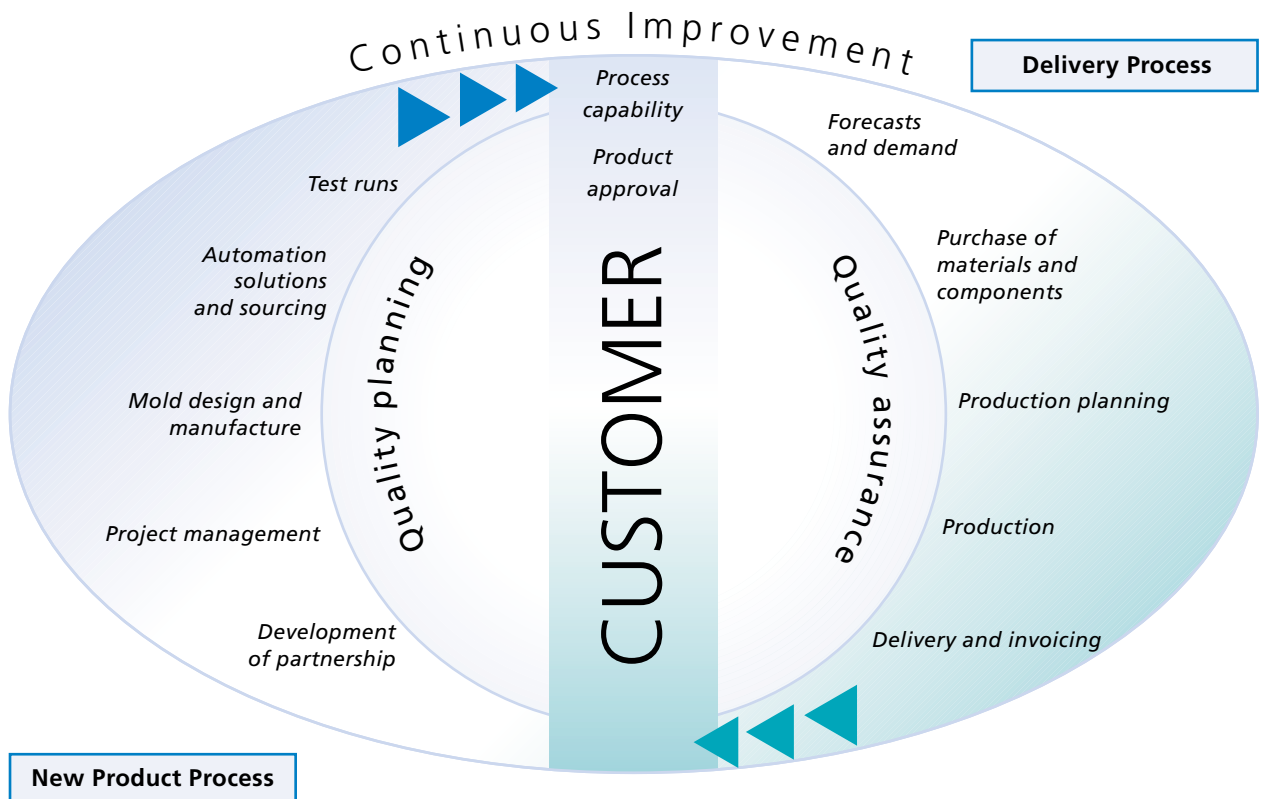 Continuous Improvement
Delivery Process
Process
capability
Product
approval
Forecasts
and demand
Test runs
Automation
solutions
and sourcing
Purchase of
materials and
components
Quality planning
CUSTOMER
Quality assurance
Mold design and
manufacture
Production planning
Project management
Production
Development
of partnership
Delivery and invoicing
New Product Process